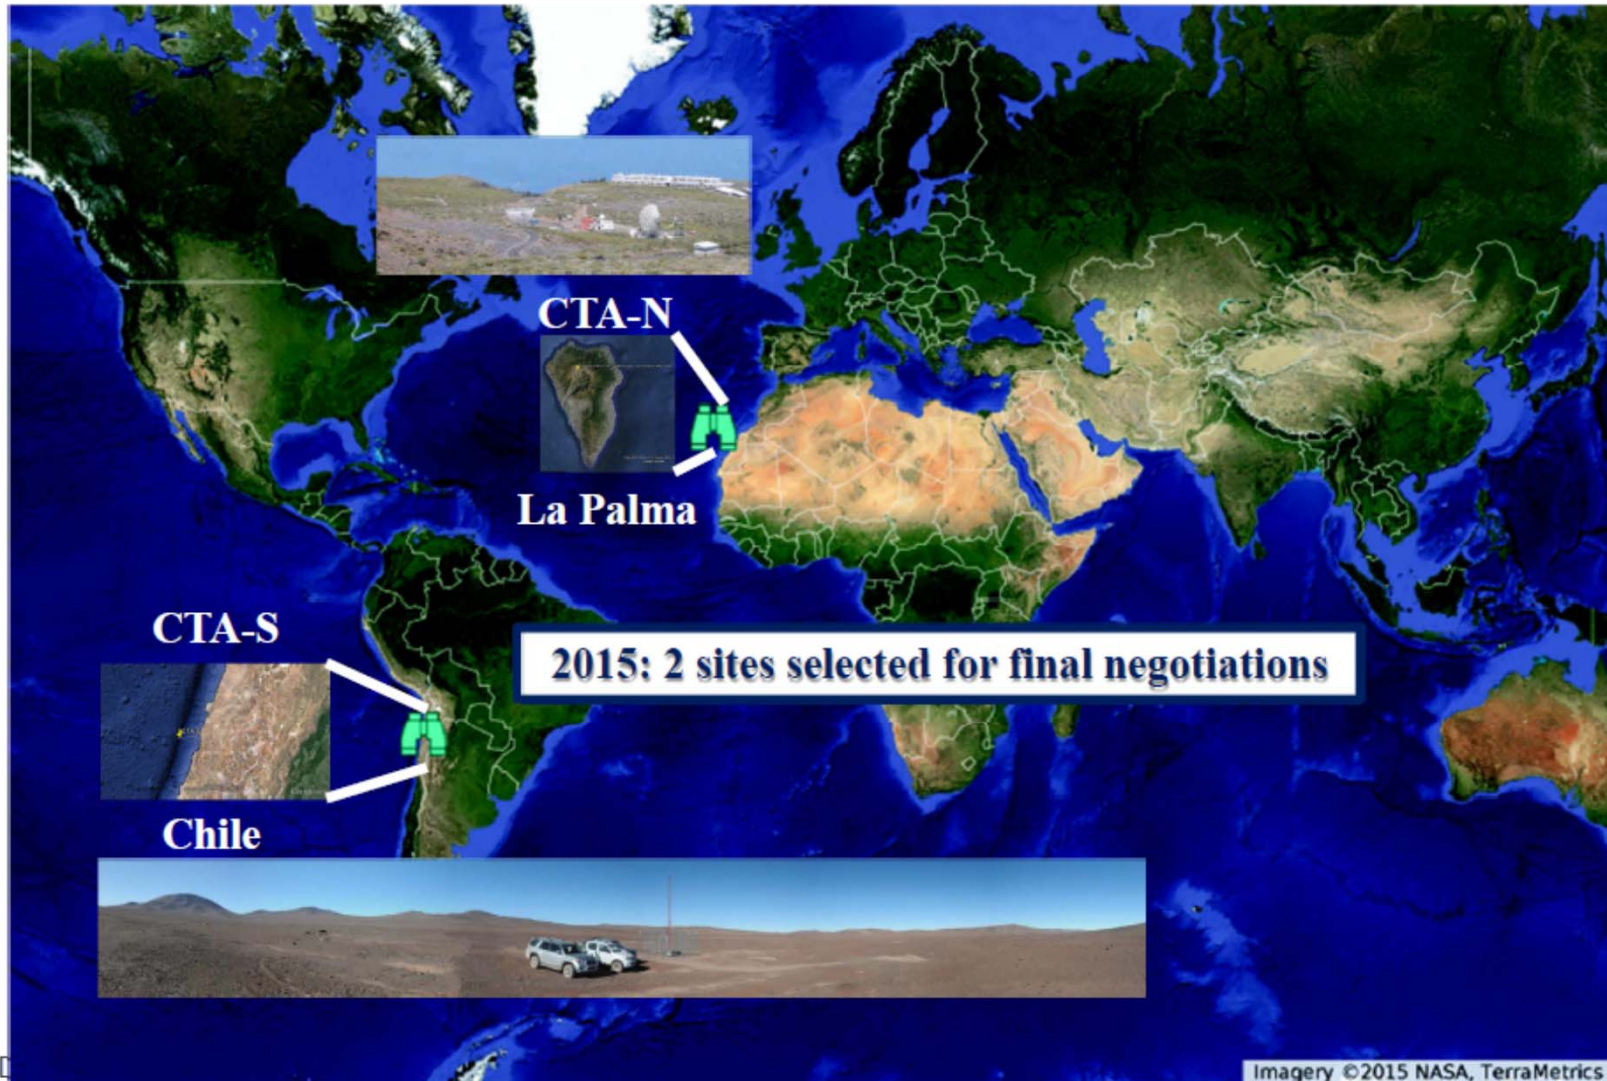 CTA-N
La Palma
CTA-S
2015: 2 sites selected for final negotiations
Chile
Imagery ©2015 NASA, TerraMetrics